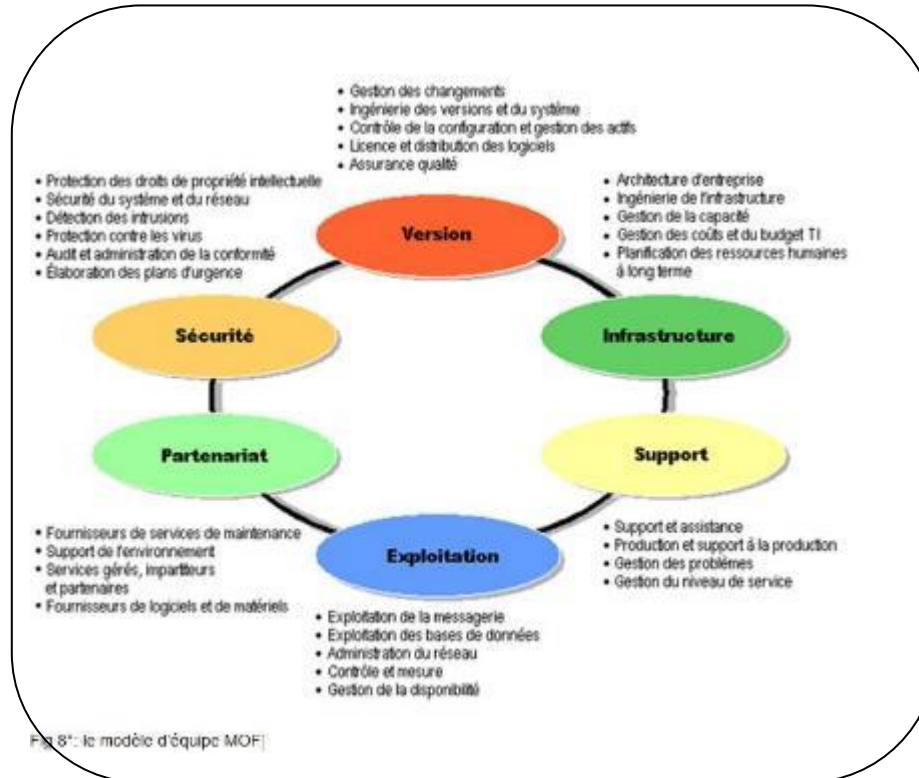 • Gestion des changements
• Ingénierie des versions et du système
• Contrôle de la configuration et gestion des actifs
• Licence et distribution des logiciels
• Assurance qualité
• Protection des droits de propriété intellectuelle
• Sécurité du système et du réseau
• Détection des intrusions
• Protection contre les virus
• Audit et administration de la conformité
• Élaboration des plans d'urgence
• Architecture d'entreprise
• Ingénierie de l'infrastructure
• Gestion de la capacité
• Gestion des coûts et du budget TI
• Planification des ressources humaines
à long terme
Version
Sécurité
Infrastructure
Partenariat
Support
Exploitation
• Fournisseurs de services de maintenance
• Support de l'environnement
• Services gérés, impartiteurs
et partenaires
• Fournisseurs de logiciels et de matériels
• Support et assistance
• Production et support à la production
• Gestion des problèmes
• Gestion du niveau de service
• Exploitation de la messagerie
• Exploitation des bases de données
• Administration du réseau
• Contrôle et mesure
• Gestion de la disponibilité
Fig 8*: le modèle d'équipe MOF